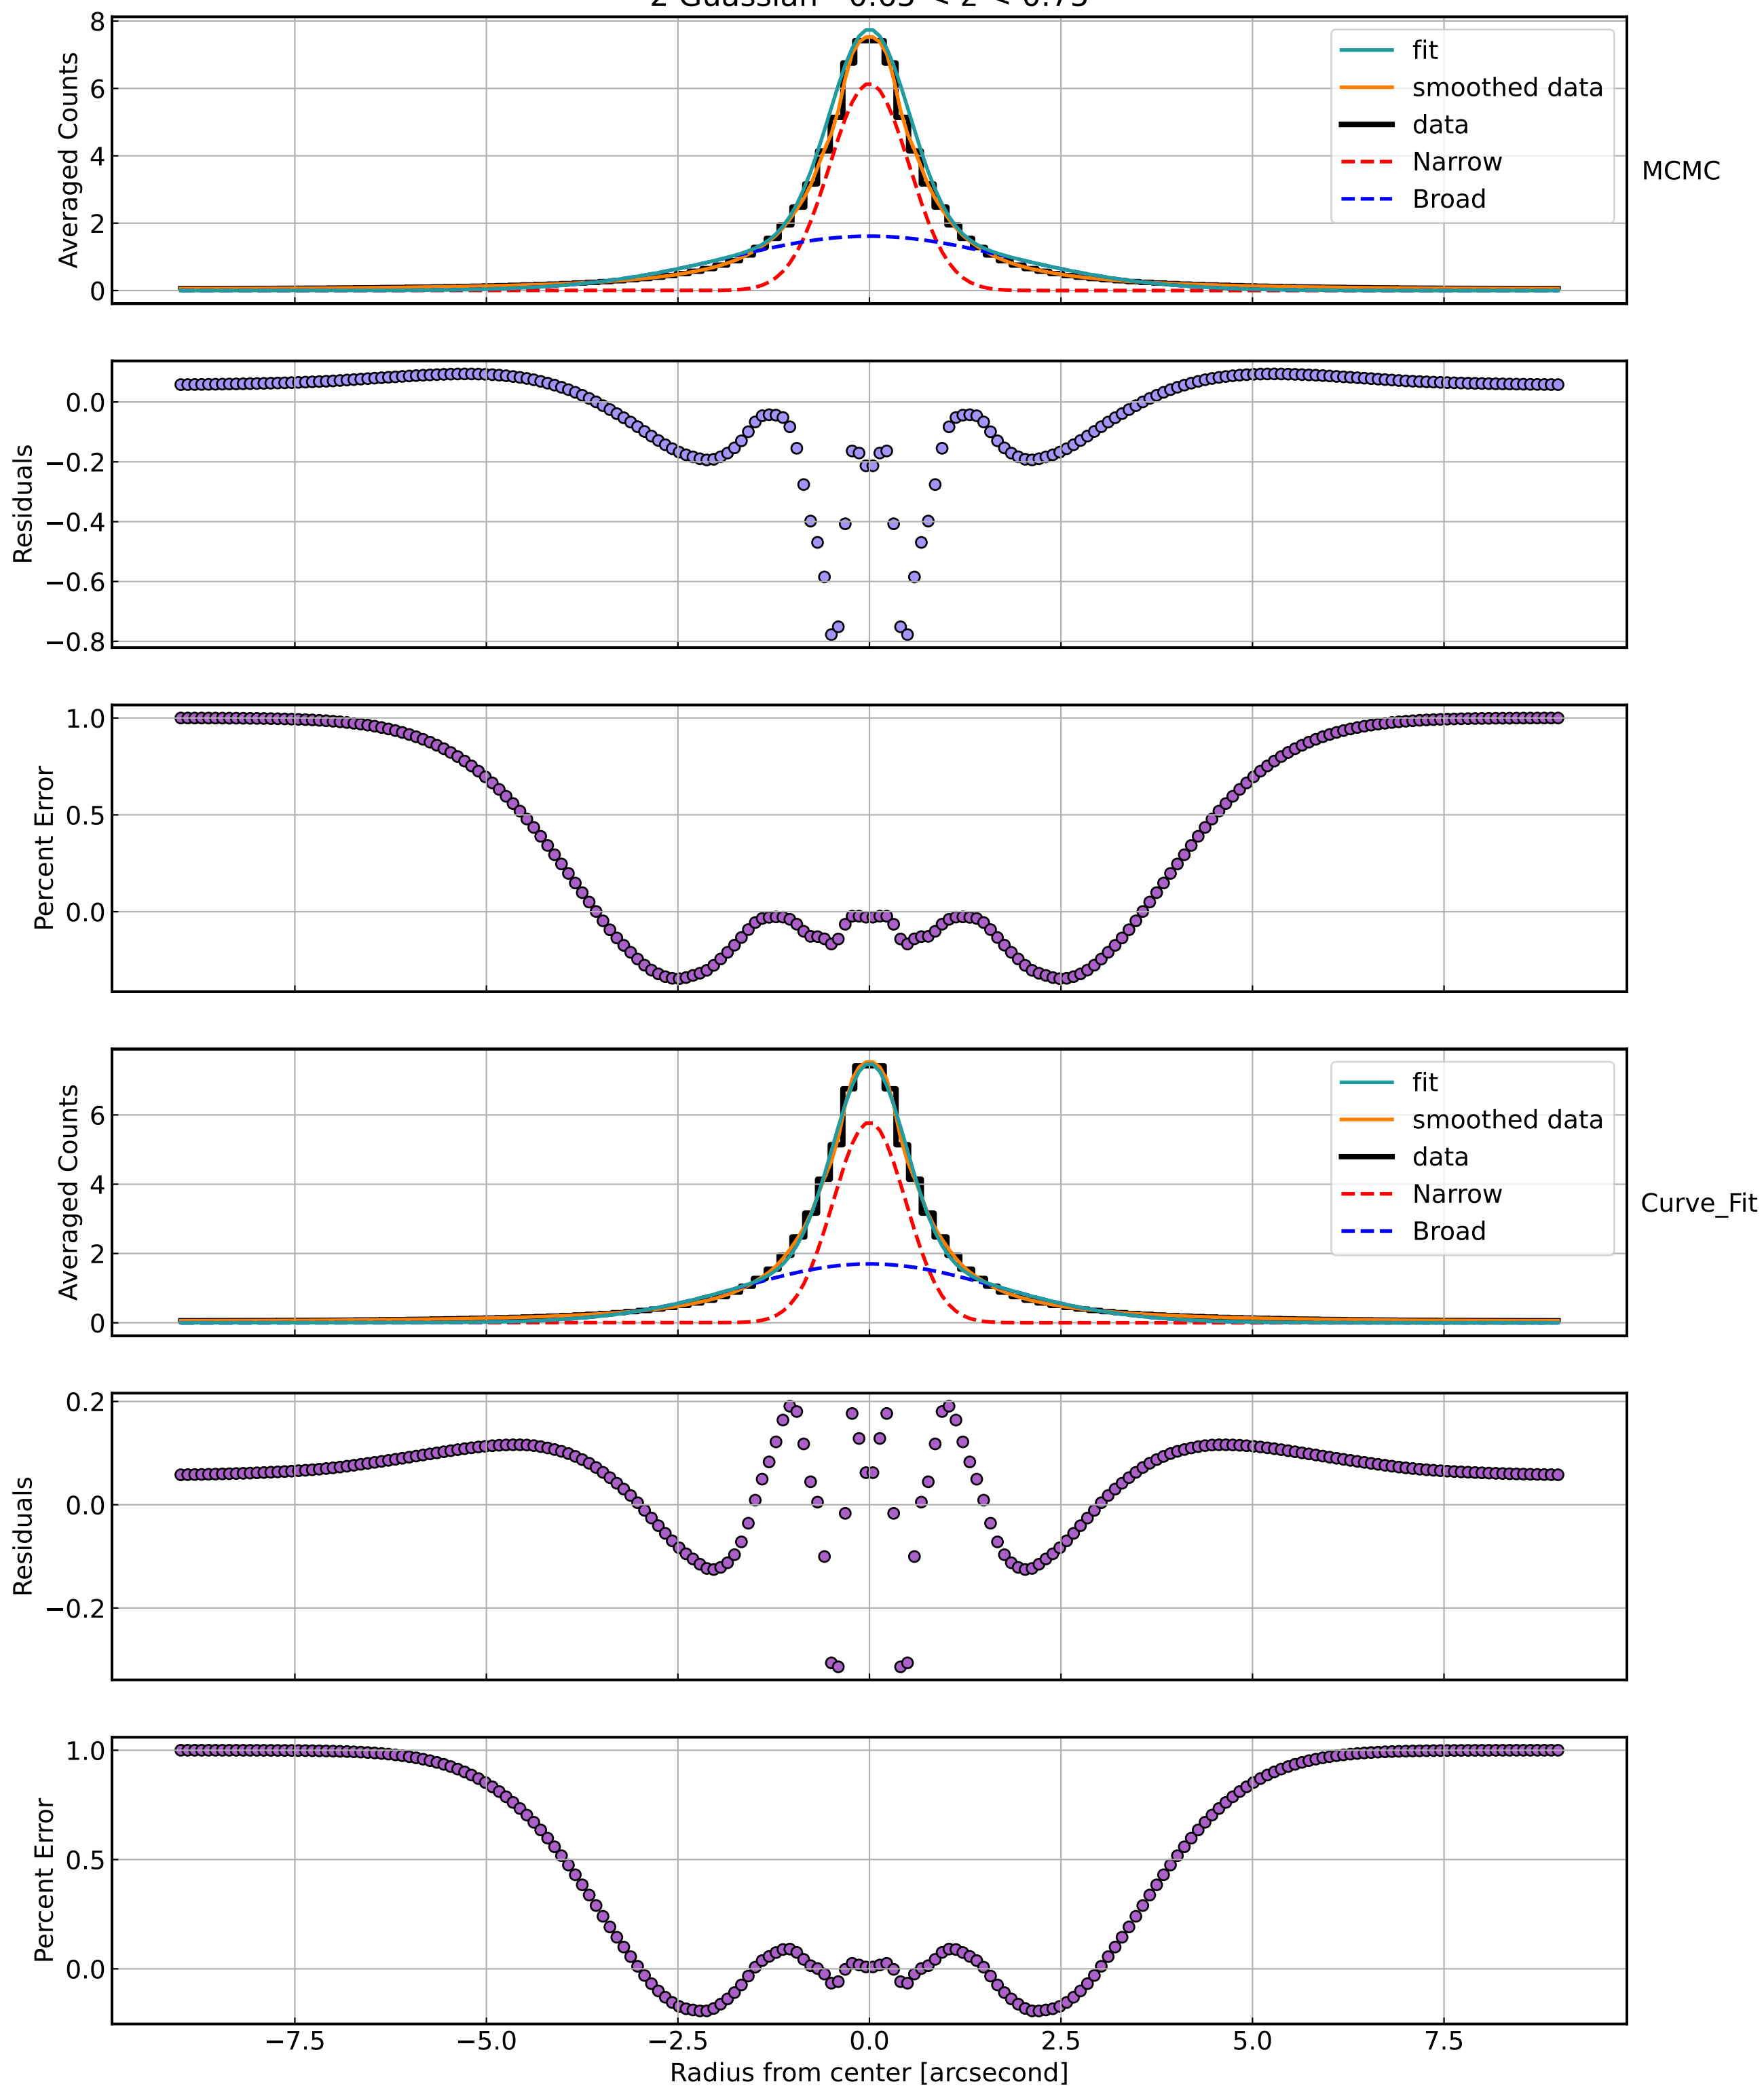 8
6
4
2
0
Averaged Counts
fit
smoothed data
data
Narrow
Broad
MCMC
0.0
−0.2
−0.4
−0.6
−0.8
Residuals
1.0
0.5
0.0
Percent Error
6
4
2
0
Averaged Counts
fit
smoothed data
data
Narrow
Broad
Curve_Fit
0.2
0.0
−0.2
Residuals
1.0
0.5
0.0
Percent Error
−7.5 −5.0 −2.5 0.0 2.5 5.0 7.5
Radius from center [arcsecond]